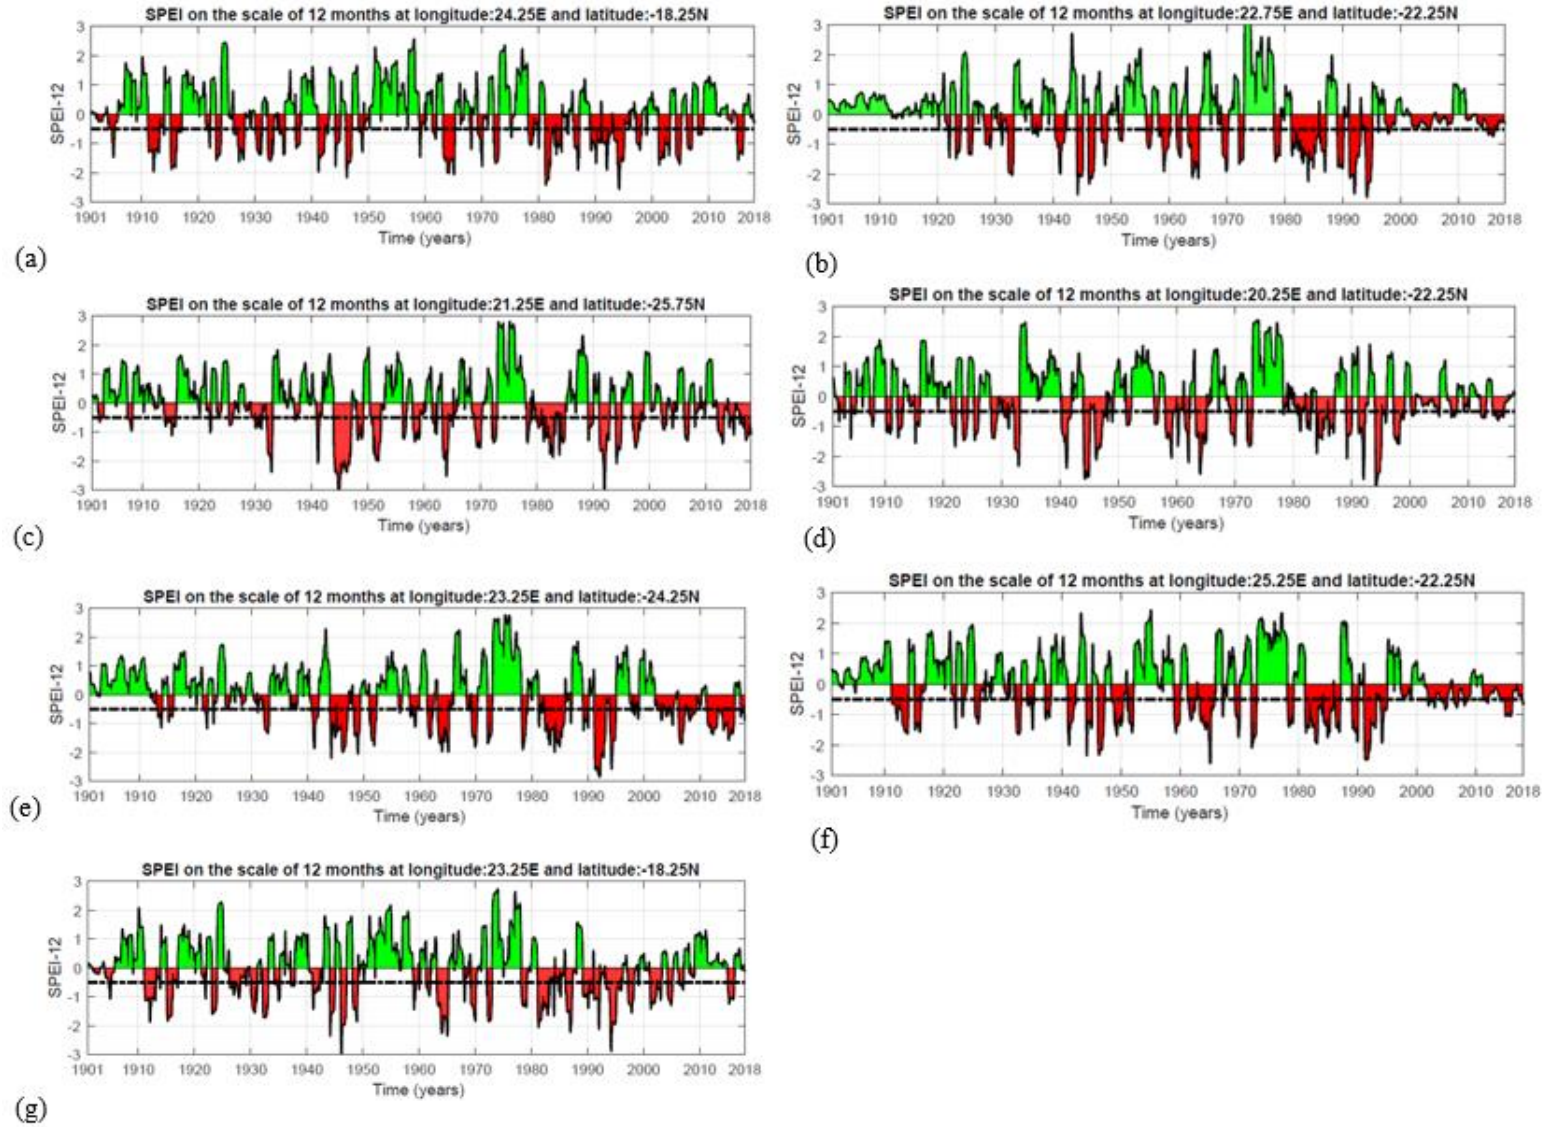 SPEI on the scale of 12 months at longitude:24.25E and latitude:-18.25N
3
2
1
0
-1
-2
-3
SPEI-12
1901 1910 1920 1930 1940 1950 1960 1970 1980 1990 2000 2010 2018
Time (years)
(a)
SPEI on the scale of 12 months at longitude:22.75E and latitude:-22.25N
3
2
1
0
-1
-2
-3
SPEI-12
1901 1910 1920 1930 1940 1950 1960 1970 1980 1990 2000 2010 2018
Time (years)
(b)
SPEI on the scale of 12 months at longitude:21.25E and latitude:-25.75N
3
2
1
0
-1
-2
-3
SPEI-12
1901 1910 1920 1930 1940 1950 1960 1970 1980 1990 2000 2010 2018
Time (years)
(c)
SPEI on the scale of 12 months at longitude:20.25E and latitude:-22.25N
3
2
1
0
-1
-2
-3
SPEI-12
1901 1910 1920 1930 1940 1950 1960 1970 1980 1990 2000 2010 2018
Time (years)
(d)
SPEI on the scale of 12 months at longitude:23.25E and latitude:-24.25N
3
2
1
0
-1
-2
-3
SPEI-12
1901 1910 1920 1930 1940 1950 1960 1970 1980 1990 2000 2010 2018
Time (years)
(e)
SPEI on the scale of 12 months at longitude:25.25E and latitude:-22.25N
3
2
1
0
-1
-2
-3
SPEI-12
1901 1910 1920 1930 1940 1950 1960 1970 1980 1990 2000 2010 2018
Time (years)
(f)
SPEI on the scale of 12 months at longitude:23.25E and latitude:-18.25N
3
2
1
0
-1
-2
-3
SPEI-12
1901 1910 1920 1930 1940 1950 1960 1970 1980 1990 2000 2010 2018
Time (years)
(g)